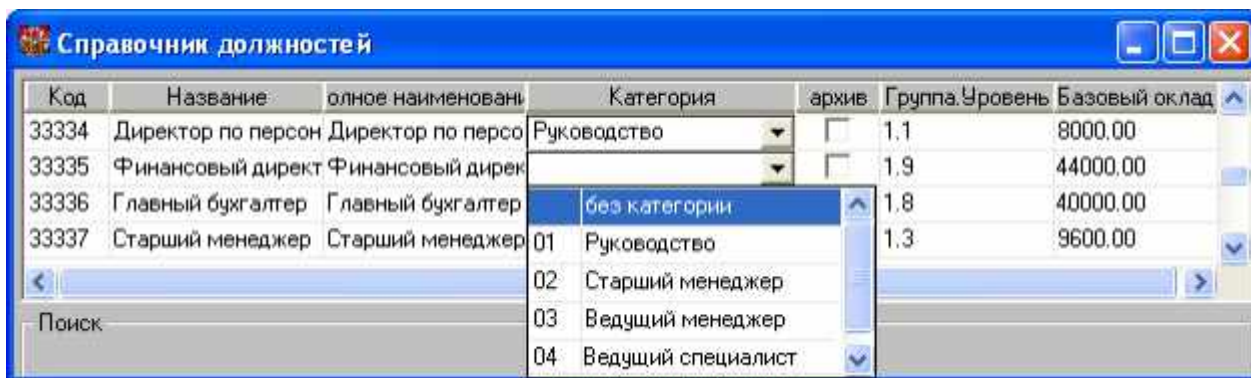 Справочник должностей
Код Название олное наименовань Категория архив Группа.Уровень Базовый оклад
33334 Директор по персон Директор по персо Руководство 1.1 8000.00
33335 Финансовый директ Финансовый дирек 1.9 44000.00
33336 Главный бухгалтер Главный бухгалтер без категории 1.8 40000.00
33337 Старший менеджер Старший менеджер 01 Руководство 1.3 9600.00
02 Старший менеджер
Поиск 03 Ведущий менеджер
04 Ведущий специалист